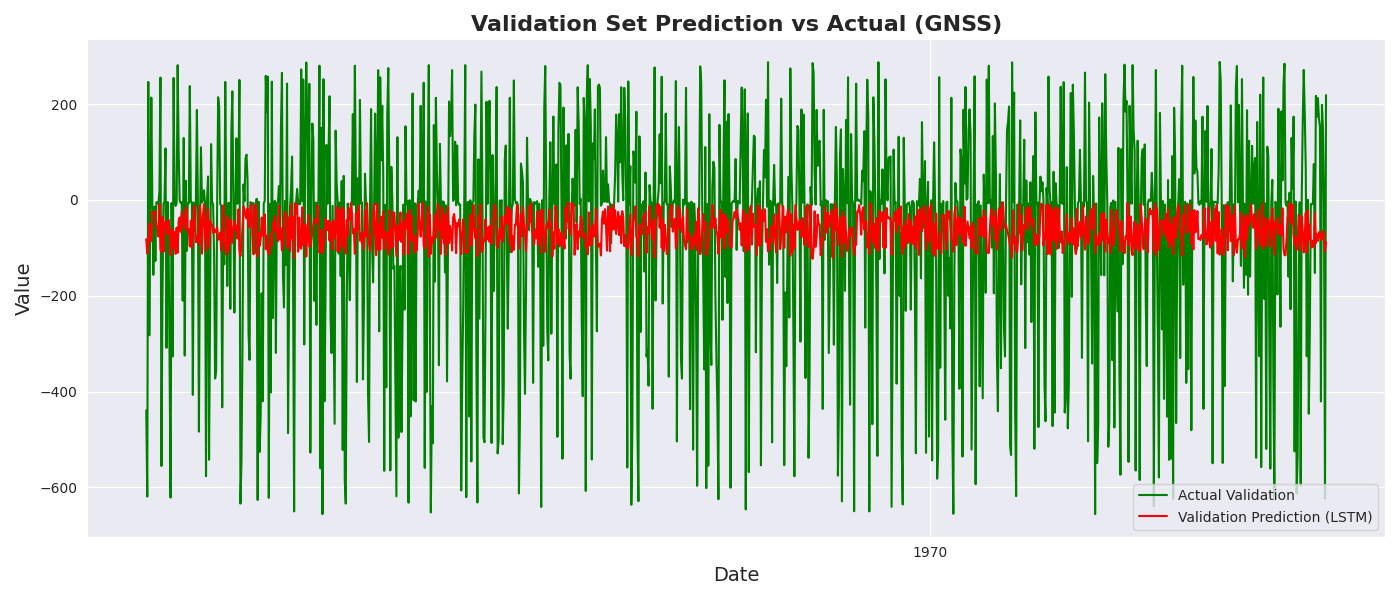 Validation Set Prediction vs Actual (GNSS)
Value
200
0
−200
−400
−600
Actual Validation
Validation Prediction (LSTM)
1970
Date